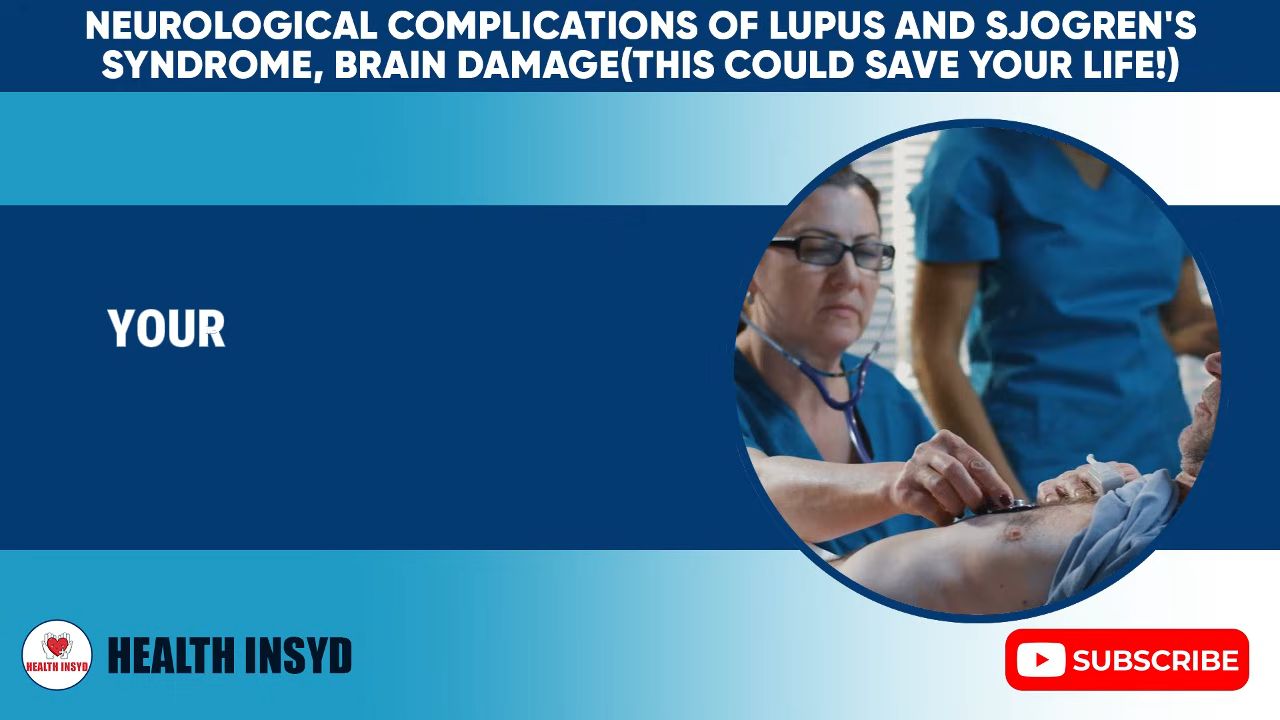 NEUROLOGICAL COMPLICATIONS OF LUPUS AND SJOGREN'S
SYNDROME, BRAIN DAMAGE(THIS COULD SAVE YOUR LIFE!)
YOUR
HEALTH INSYD
HEALTH INSYD
SUBSCRIBE